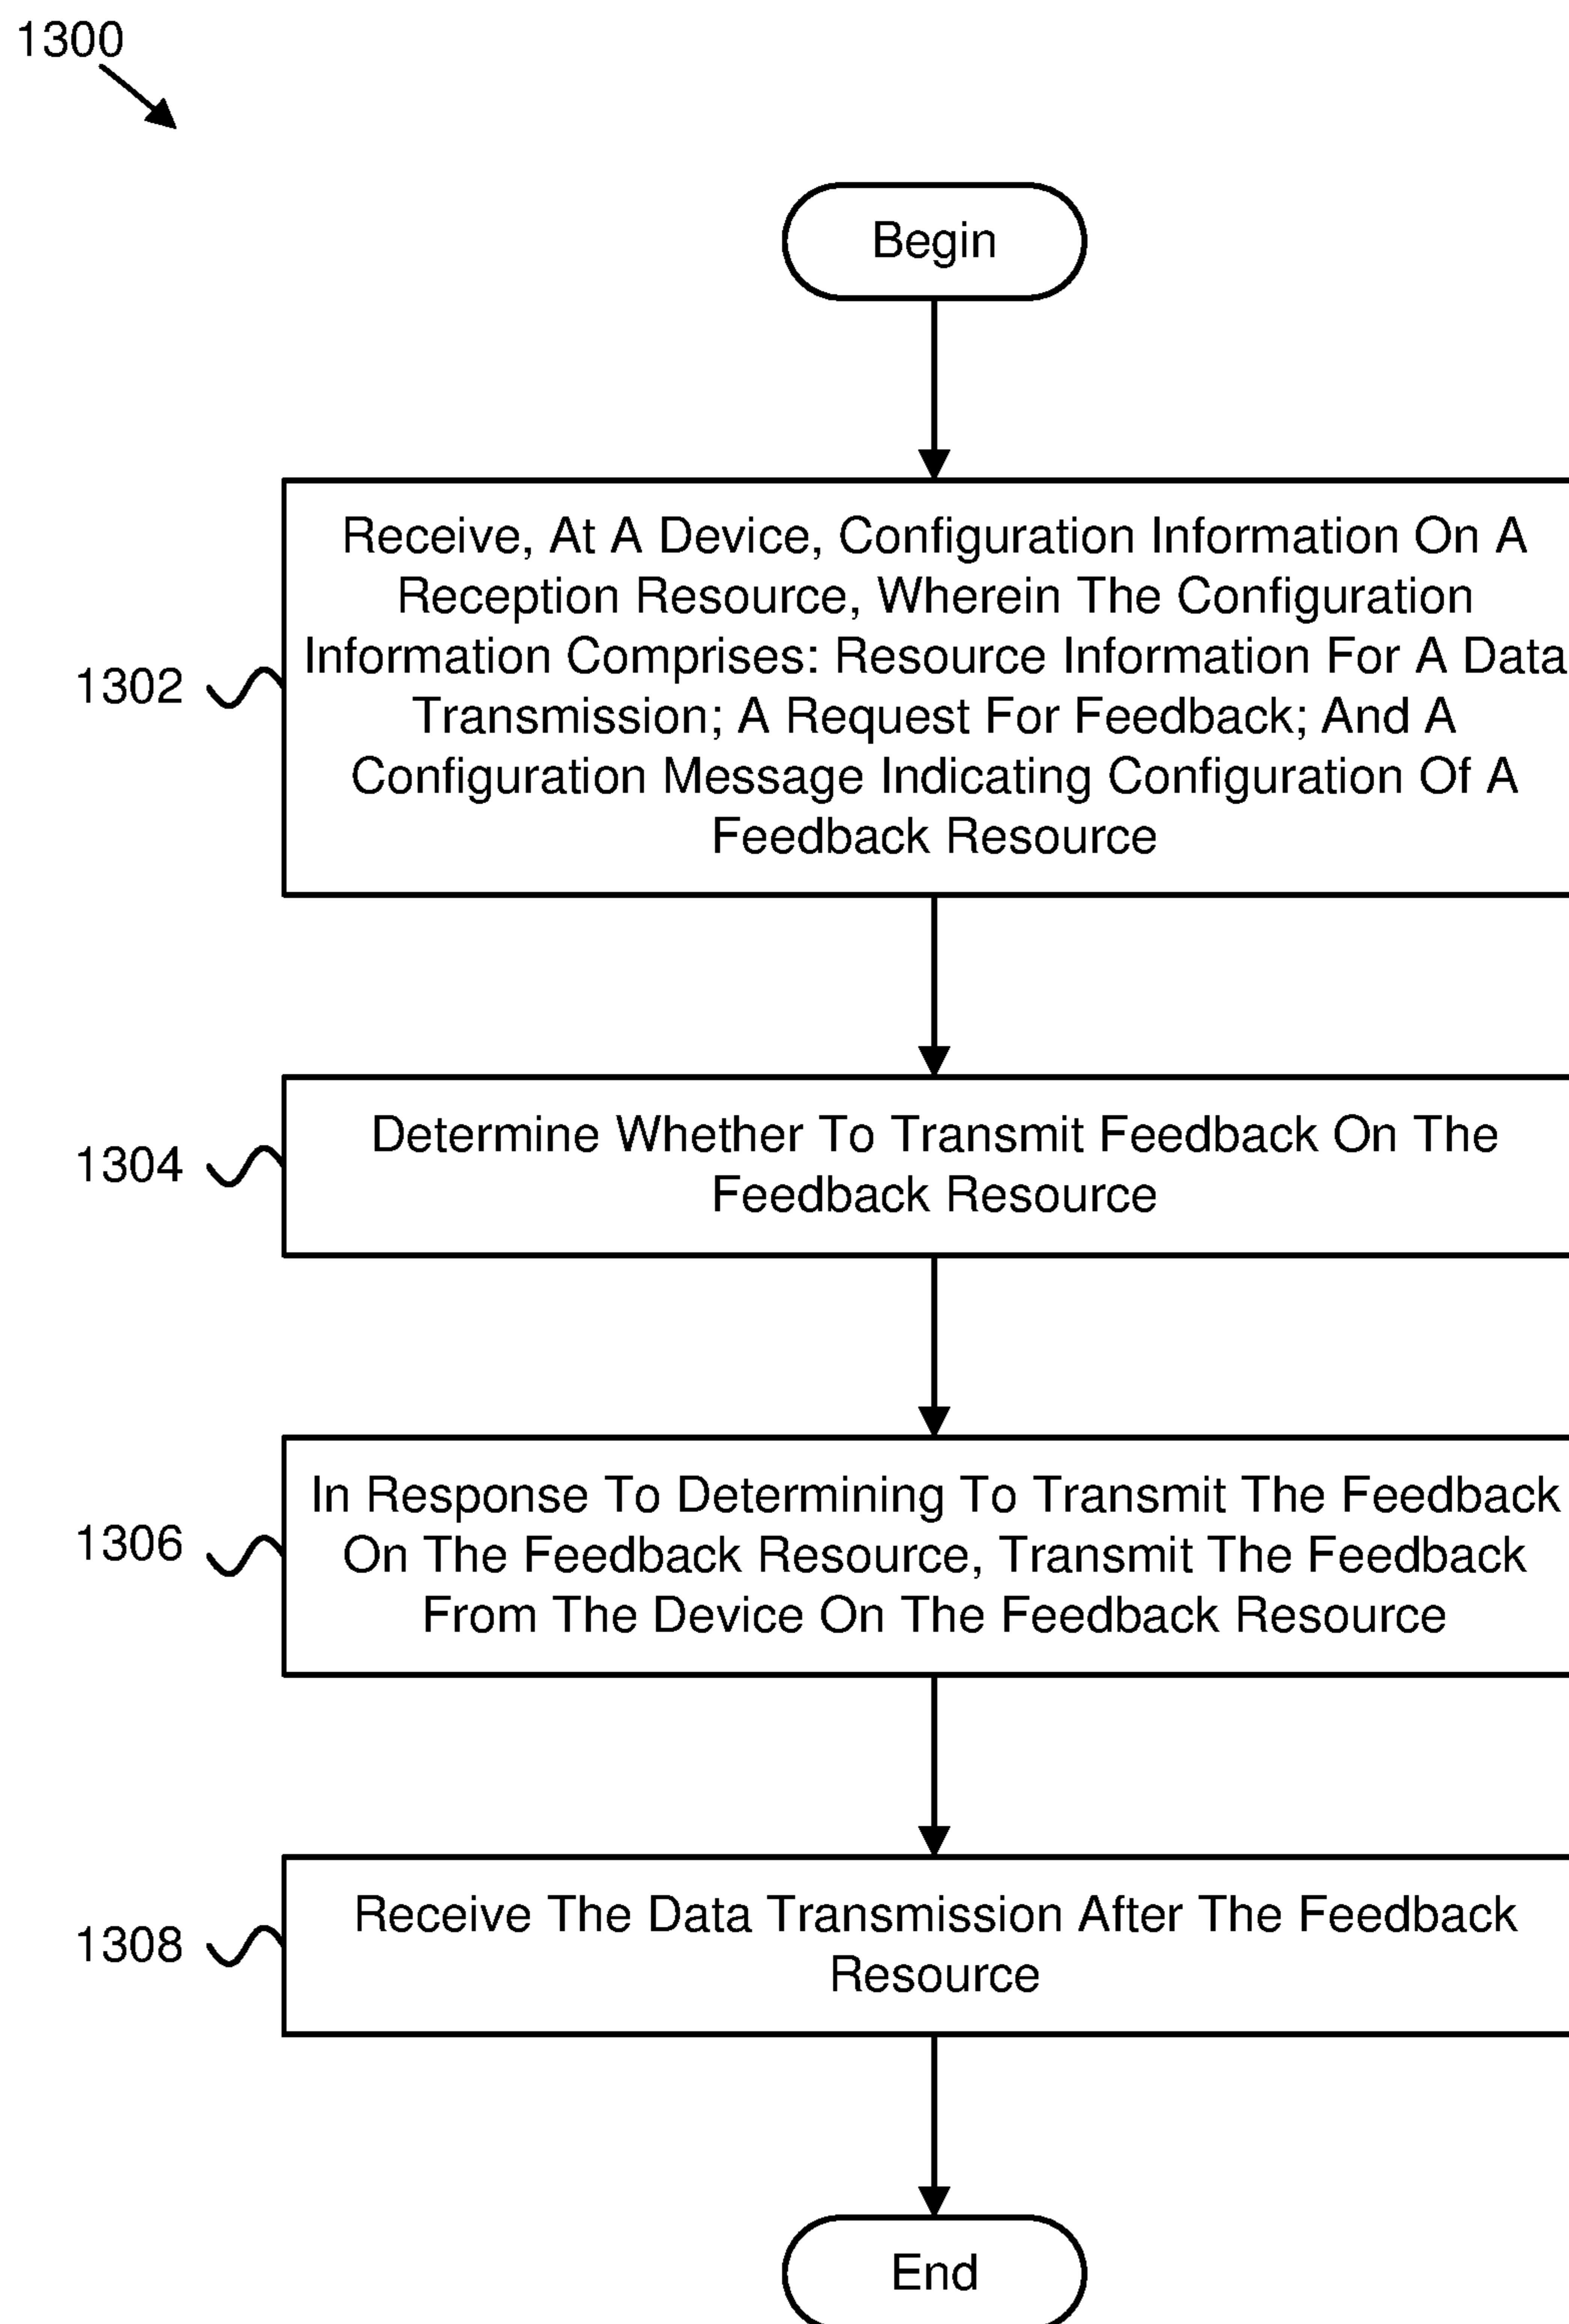 1300
Begin
1302
Receive, At A Device, Configuration Information On A
Reception Resource, Wherein The Configuration
Information Comprises: Resource Information For A Data
Transmission; A Request For Feedback; And A
Configuration Message Indicating Configuration Of A
Feedback Resource
1304
Determine Whether To Transmit Feedback On The
Feedback Resource
1306
In Response To Determining To Transmit The Feedback
On The Feedback Resource, Transmit The Feedback
From The Device On The Feedback Resource
1308
Receive The Data Transmission After The Feedback
Resource
End